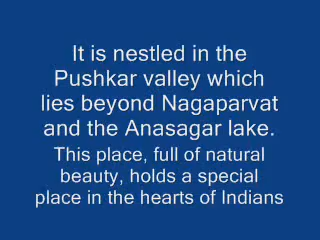 It is nestled in the
Pushkar valley which
lies beyond Nagaparvat
and the Anasagar lake.
This place, full of natural
beauty, holds a special
place in the hearts of Indians